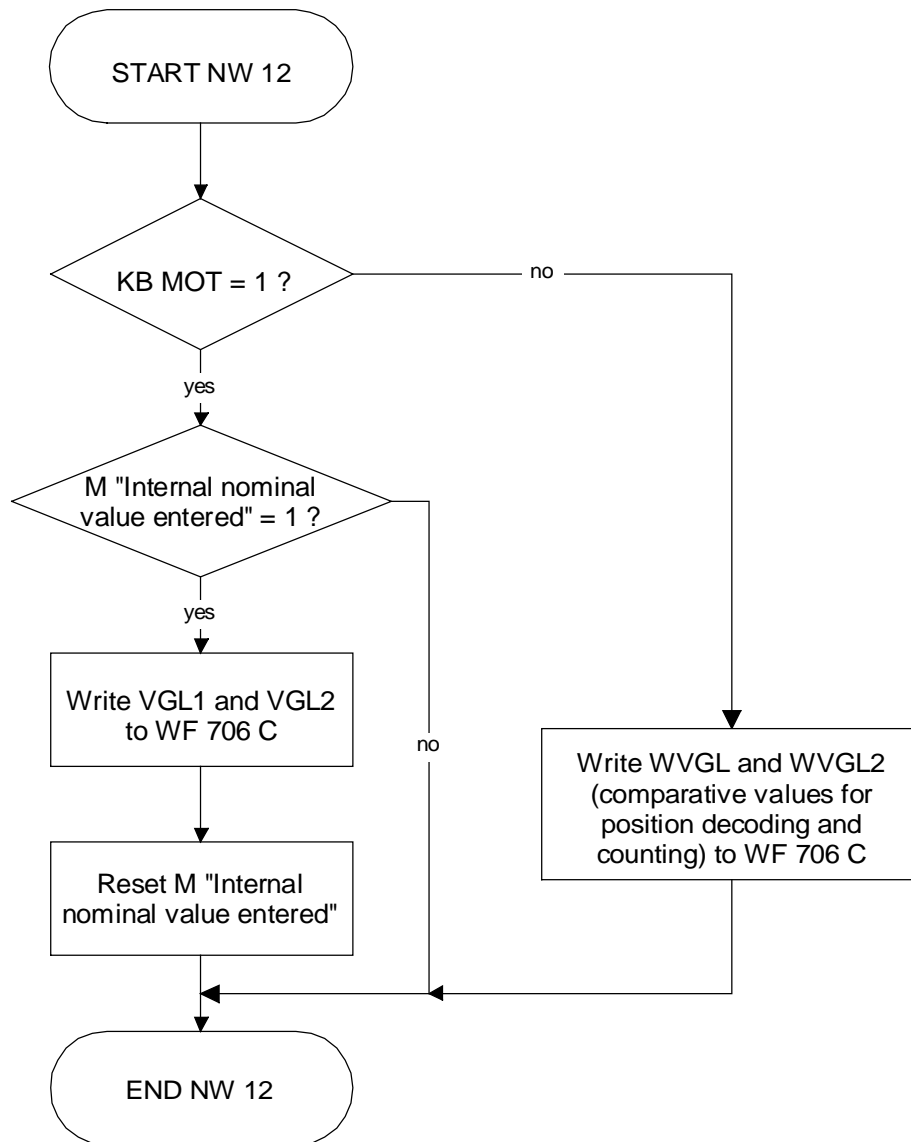 START NW 12
KB MOT = 1 ?
no
yes
M "Internal nominal
value entered" = 1 ?
yes
Write VGL1 and VGL2
to WF 706 C
no
Write WVGL and WVGL2
(comparative values for
position decoding and
counting) to WF 706 C
Reset M "Internal
nominal value entered"
END NW 12